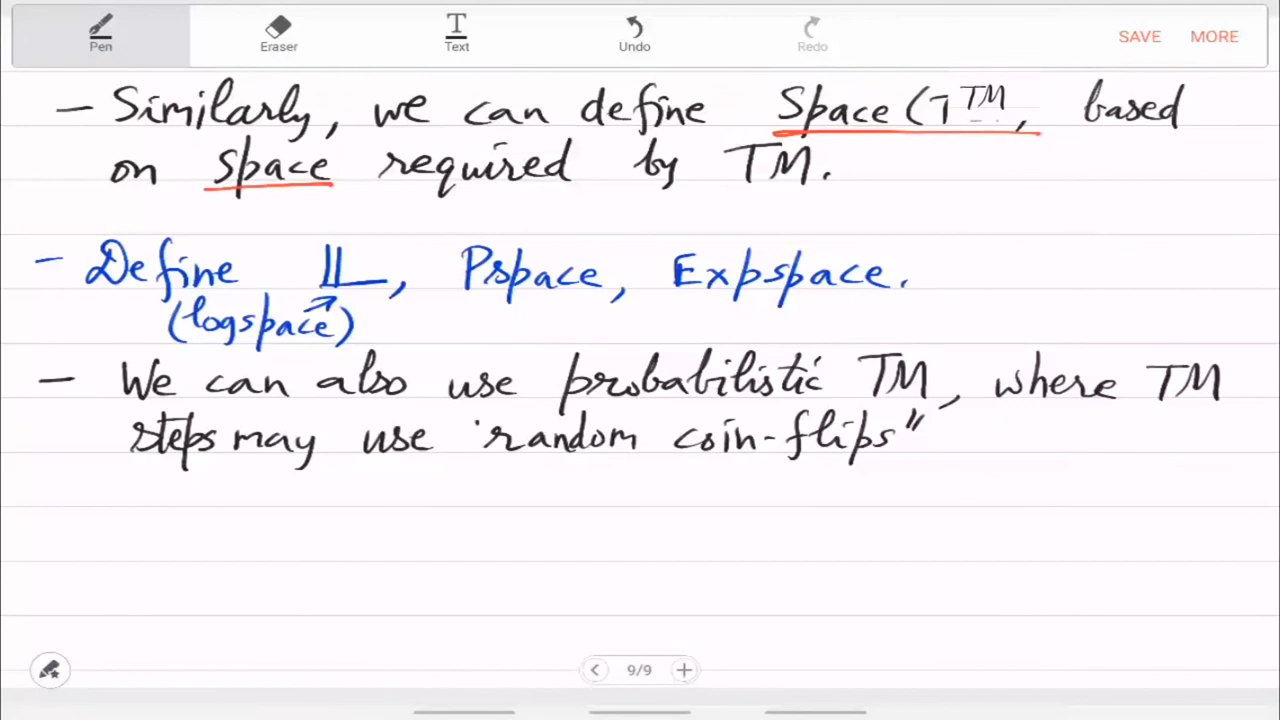 Pen Eraser Text Undo Redo SAVE MORE
- Similarly, we can define Space(T TM, based
on space required by TM.
- Define L, Pspace, Expspace.
(logspace)
- We can also use probabilistic TM, where TM
steps may use "random coin-flips"
9/9